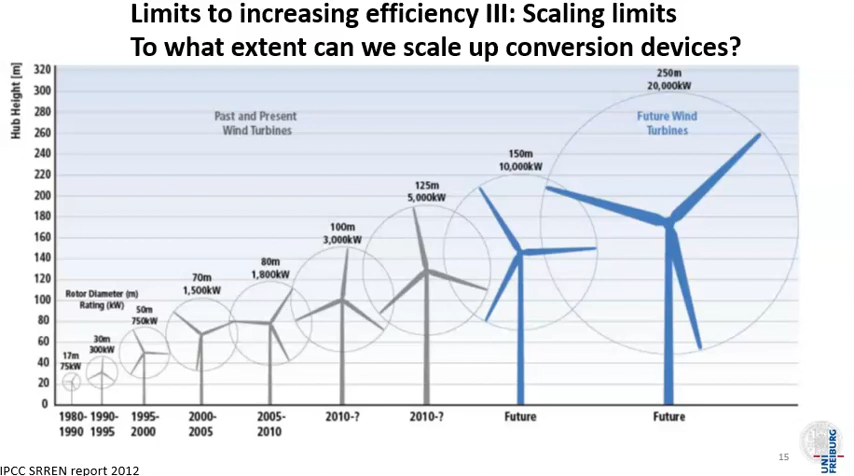 Limits to increasing efficiency III: Scaling limits
To what extent can we scale up conversion devices?
Hub Height [m]
320
300
280
260
240
220
200
180
160
140
120
100
80
60
40
20
0
Past and Present
Wind Turbines
Future Wind
Turbines
Rotor Diameter (m)
Rating (kW)
17m
75kW
30m
300kW
50m
750kW
70m
1,500kW
80m
1,800kW
100m
3,000kW
125m
5,000kW
150m
10,000kW
250m
20,000kW
1980-
1990
1990-
1995
1995-
2000
2000-
2005
2005-
2010
2010-?
2010-?
Future
Future
15
UNI
FREIBURG
IPCC SRREN report 2012